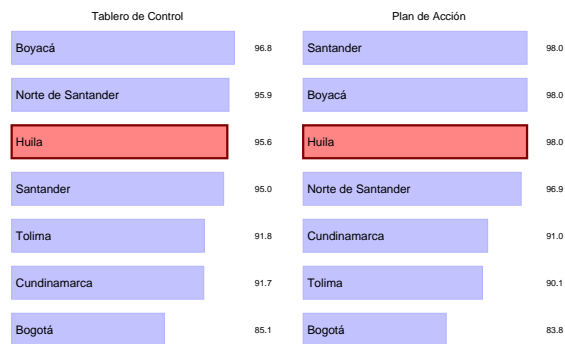 Tablero de Control
Boyacá 96.8
Norte de Santander 95.9
Huila 95.6
Santander 95.0
Tolima 91.8
Cundinamarca 91.7
Bogotá 85.1
Plan de Acción
Santander 98.0
Boyacá 98.0
Huila 98.0
Norte de Santander 96.9
Cundinamarca 91.0
Tolima 90.1
Bogotá 83.8